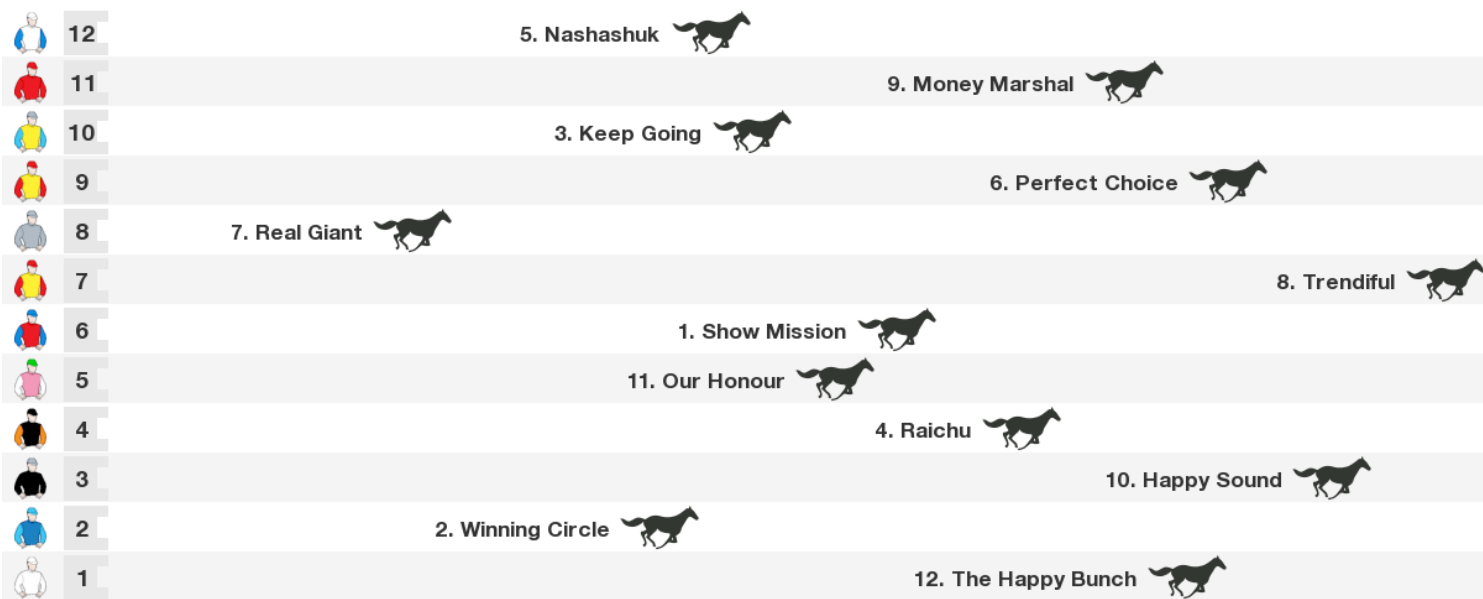 12 5. Nashashuk
11 9. Money Marshal
10 3. Keep Going
9 6. Perfect Choice
8 7. Real Giant
7 8. Trendiful
6 1. Show Mission
5 11. Our Honour
4 4. Raichu
3 10. Happy Sound
2 2. Winning Circle
1 12. The Happy Bunch